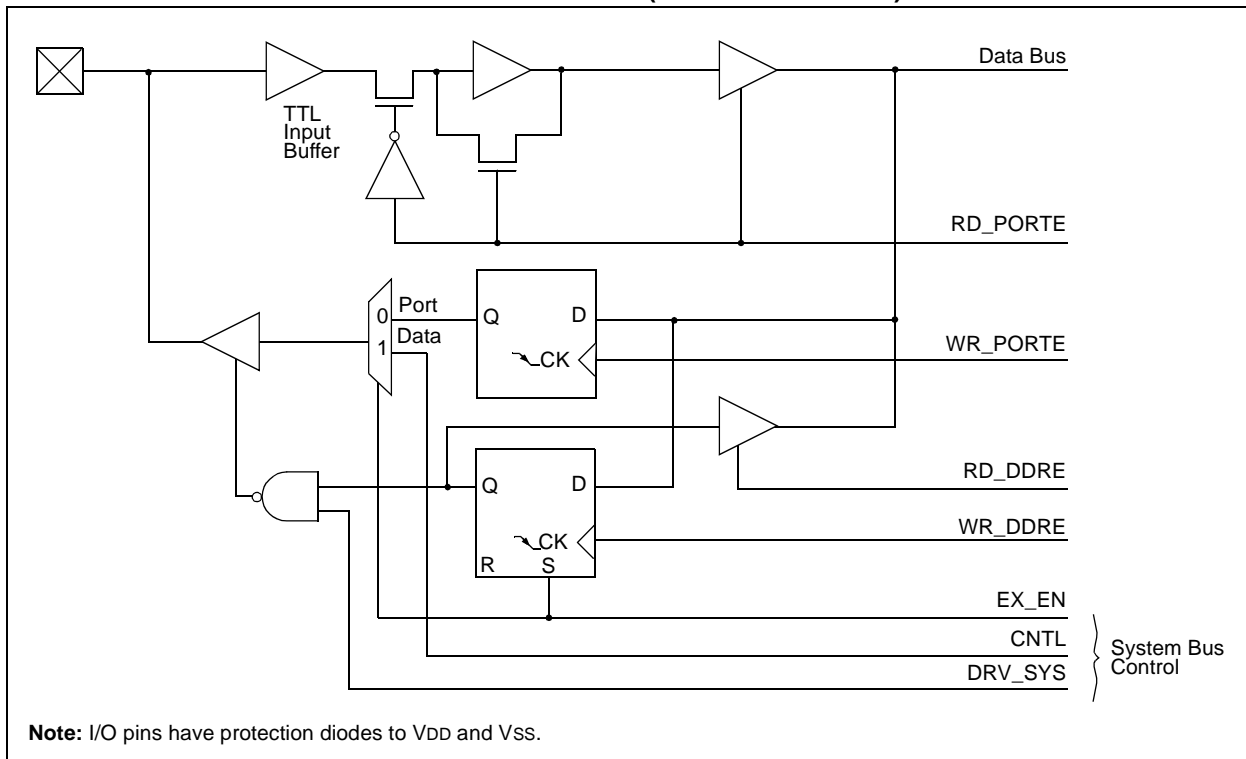 Data Bus
TTL
Input
Buffer
RD_PORTE
0
Port
Q
D
Data
1
CK
WR_PORTE
RD_DDRE
Q
D
WR_DDRE
CK
R
S
EX_EN
CNTL
System Bus
Control
DRV_SYS
Note: I/O pins have protection diodes to VDD and VSS.